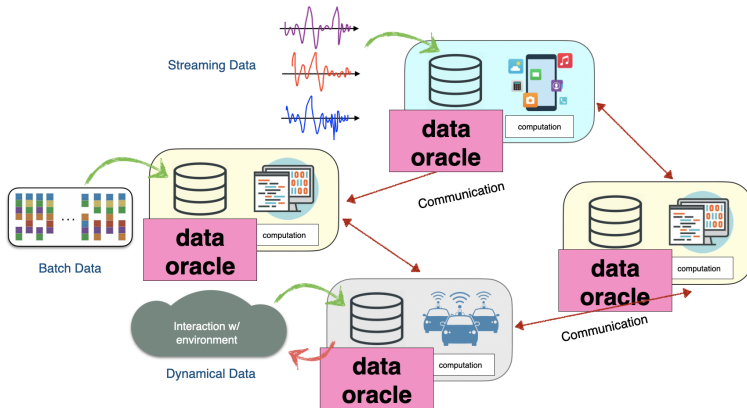 Streaming Data
data
oracle
computation
Communication
data
oracle
computation
...
Batch Data
data
oracle
computation
Communication
Interaction w/
environment
Dynamical Data
data
oracle
computation